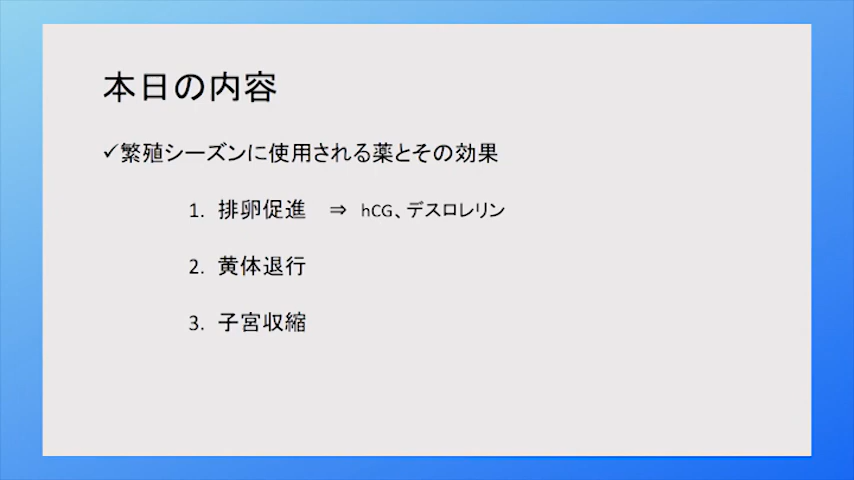 本日の内容
✓繁殖シーズンに使用される薬とその効果
1. 排卵促進 ⇒ hCG、デスロレリン
2. 黄体退行
3. 子宮収縮